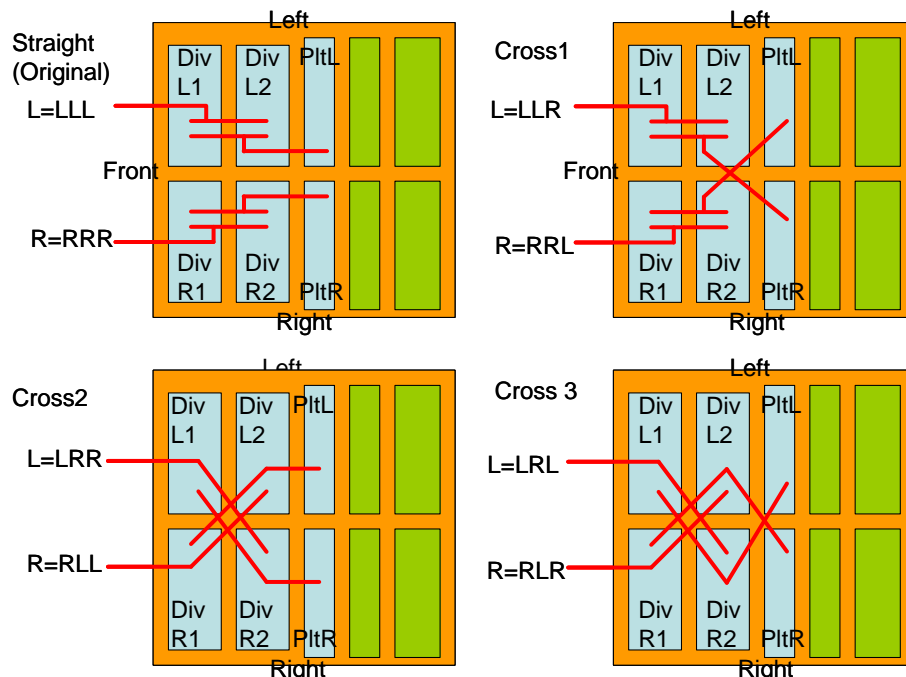 Left
Straight
(Original)
Div
L1
Div
L2
PltL
L=LLL
Front
R=RRR
Div
R1
Div
R2
PltR
Right
Left
Cross1
Div
L1
Div
L2
PltL
L=LLR
Front
R=RRL
Div
R1
Div
R2
PltR
Right
Left
Cross2
Div
L1
Div
L2
PltL
L=LRR
R=RLL
Div
R1
Div
R2
PltR
Right
Left
Cross 3
Div
L1
Div
L2
PltL
L=LRL
R=RLR
Div
R1
Div
R2
PltR
Right